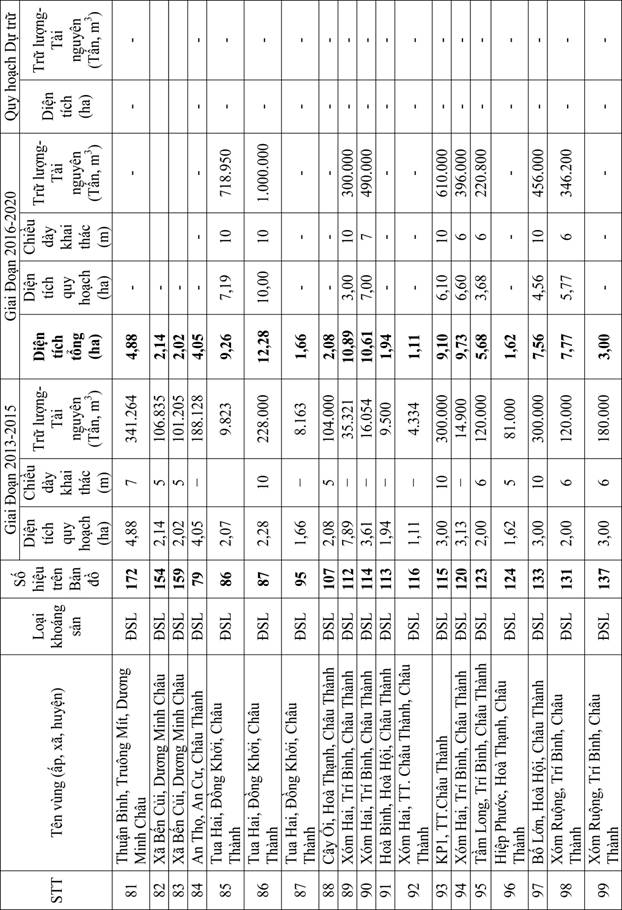 STT | Tên vùng (ấp, xã, huyện) | Loại khoáng sản | Số hiệu trên Bản đồ | Giai Đoạn 2013-2015 | Diện tích tổng (ha) | Giai Đoạn 2016-2020 | Quy hoạch Dự trữ
Diện tích quy hoạch (ha) | Chiều dày khai thác (m) | Trữ lượng- Tài nguyên (Tấn, m³) | Diện tích quy hoạch (ha) | Chiều dày khai thác (m) | Trữ lượng- Tài nguyên (Tấn, m³) | Diện tích (ha) | Trữ lượng- Tài nguyên (Tấn, m³)
81 | Thuận Bình, Truông Mít, Dương Minh Châu | ĐSL | 172 | 4,88 | 7 | 341.264 | 4,88 | - | | | - | -
82 | Xã Bến Củi, Dương Minh Châu | ĐSL | 154 | 2,14 | 5 | 106.835 | 2,14 | - | | | - | -
83 | Xã Bến Củi, Dương Minh Châu | ĐSL | 159 | 2,02 | 5 | 101.205 | 2,02 | - | | | - | -
84 | An Thọ, An Cư, Châu Thành | ĐSL | 79 | 4,05 | – | 188.128 | 4,05 | - | - | - | - | -
85 | Tua Hai, Đồng Khởi, Châu Thành | ĐSL | 86 | 2,07 | | 9.823 | 9,26 | 7,19 | 10 | 718.950 | - | -
86 | Tua Hai, Đồng Khởi, Châu Thành | ĐSL | 87 | 2,28 | 10 | 228.000 | 12,28 | 10,00 | 10 | 1.000.000 | - | -
87 | Tua Hai, Đồng Khởi, Châu Thành | ĐSL | 95 | 1,66 | – | 8.163 | 1,66 | - | - | - | - | -
88 | Cây Ổi, Hoà Thạnh, Châu Thành | ĐSL | 107 | 2,08 | 5 | 104.000 | 2,08 | - | - | - | - | -
89 | Xóm Hai, Trí Bình, Châu Thành | ĐSL | 112 | 7,89 | – | 35.321 | 10,89 | 3,00 | 10 | 300.000 | - | -
90 | Xóm Hai, Trí Bình, Châu Thành | ĐSL | 114 | 3,61 | – | 16.054 | 10,61 | 7,00 | 7 | 490.000 | - | -
91 | Hoà Bình, Hoà Hội, Châu Thành | ĐSL | 113 | 1,94 | – | 9.500 | 1,94 | - | - | - | - | -
92 | Xóm Hai, TT. Châu Thành, Châu Thành | ĐSL | 116 | 1,11 | – | 4.334 | 1,11 | - | - | - | - | -
93 | KP1, TT.Châu Thành | ĐSL | 115 | 3,00 | 10 | 300.000 | 9,10 | 6,10 | 10 | 610.000 | - | -
94 | Xóm Hai, Trí Bình, Châu Thành | ĐSL | 120 | 3,13 | – | 14.900 | 9,73 | 6,60 | 6 | 396.000 | - | -
95 | Tầm Long, Trí Bình, Châu Thành | ĐSL | 123 | 2,00 | 6 | 120.000 | 5,68 | 3,68 | 6 | 220.800 | - | -
96 | Hiệp Phước, Hoà Thạnh, Châu Thành | ĐSL | 124 | 1,62 | 5 | 81.000 | 1,62 | - | - | - | - | -
97 | Bố Lớn, Hoà Hội, Châu Thành | ĐSL | 133 | 3,00 | 10 | 300.000 | 7,56 | 4,56 | 10 | 456.000 | - | -
98 | Xóm Ruộng, Trí Bình, Châu Thành | ĐSL | 131 | 2,00 | 6 | 120.000 | 7,77 | 5,77 | 6 | 346.200 | - | -
99 | Xóm Ruộng, Trí Bình, Châu Thành | ĐSL | 137 | 3,00 | 6 | 180.000 | 3,00 | - | - | - | - | -